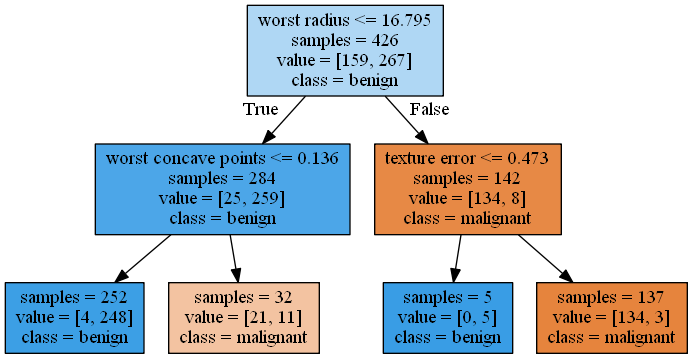 worst radius <= 16.795
samples = 426
value = [159, 267]
class = benign
True
False
worst concave points <= 0.136
samples = 284
value = [25, 259]
class = benign
texture error <= 0.473
samples = 142
value = [134, 8]
class = malignant
samples = 252
value = [4, 248]
class = benign
samples = 32
value = [21, 11]
class = malignant
samples = 5
value = [0, 5]
class = benign
samples = 137
value = [134, 3]
class = malignant